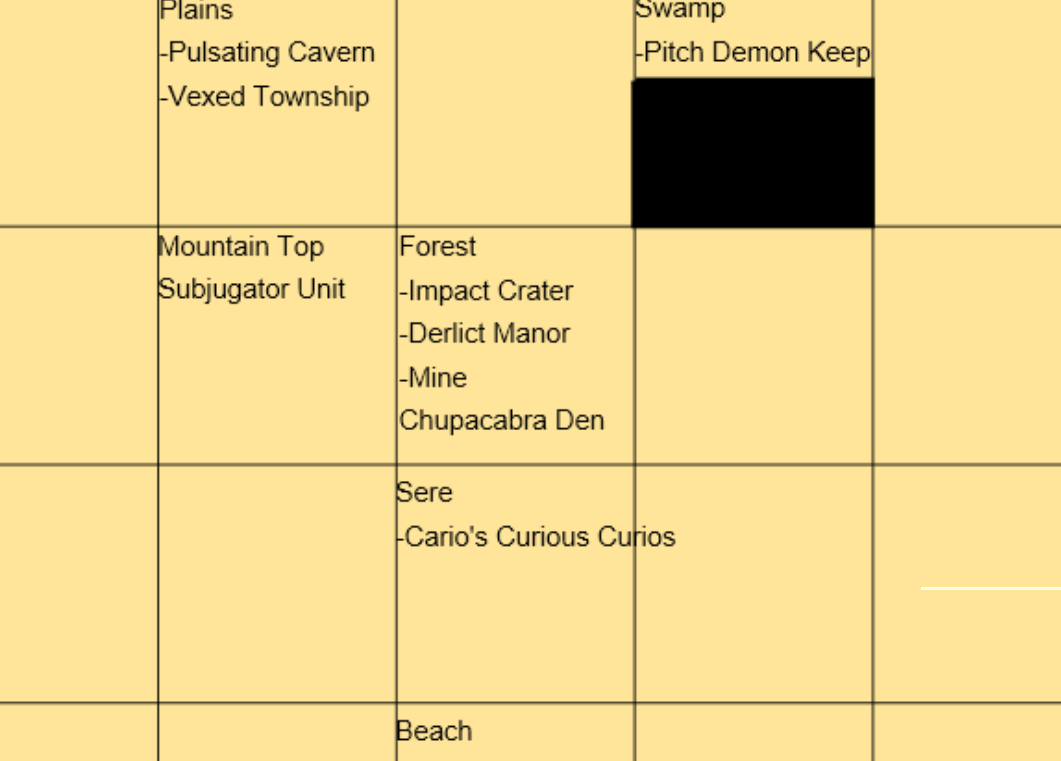 Plains
-Pulsating Cavern
-Vexed Township
Swamp
-Pitch Demon Keep
Mountain Top
Subjugator Unit
Forest
-Impact Crater
-Derlict Manor
-Mine
Chupacabra Den
Sere
-Cario's Curious Curios
Beach